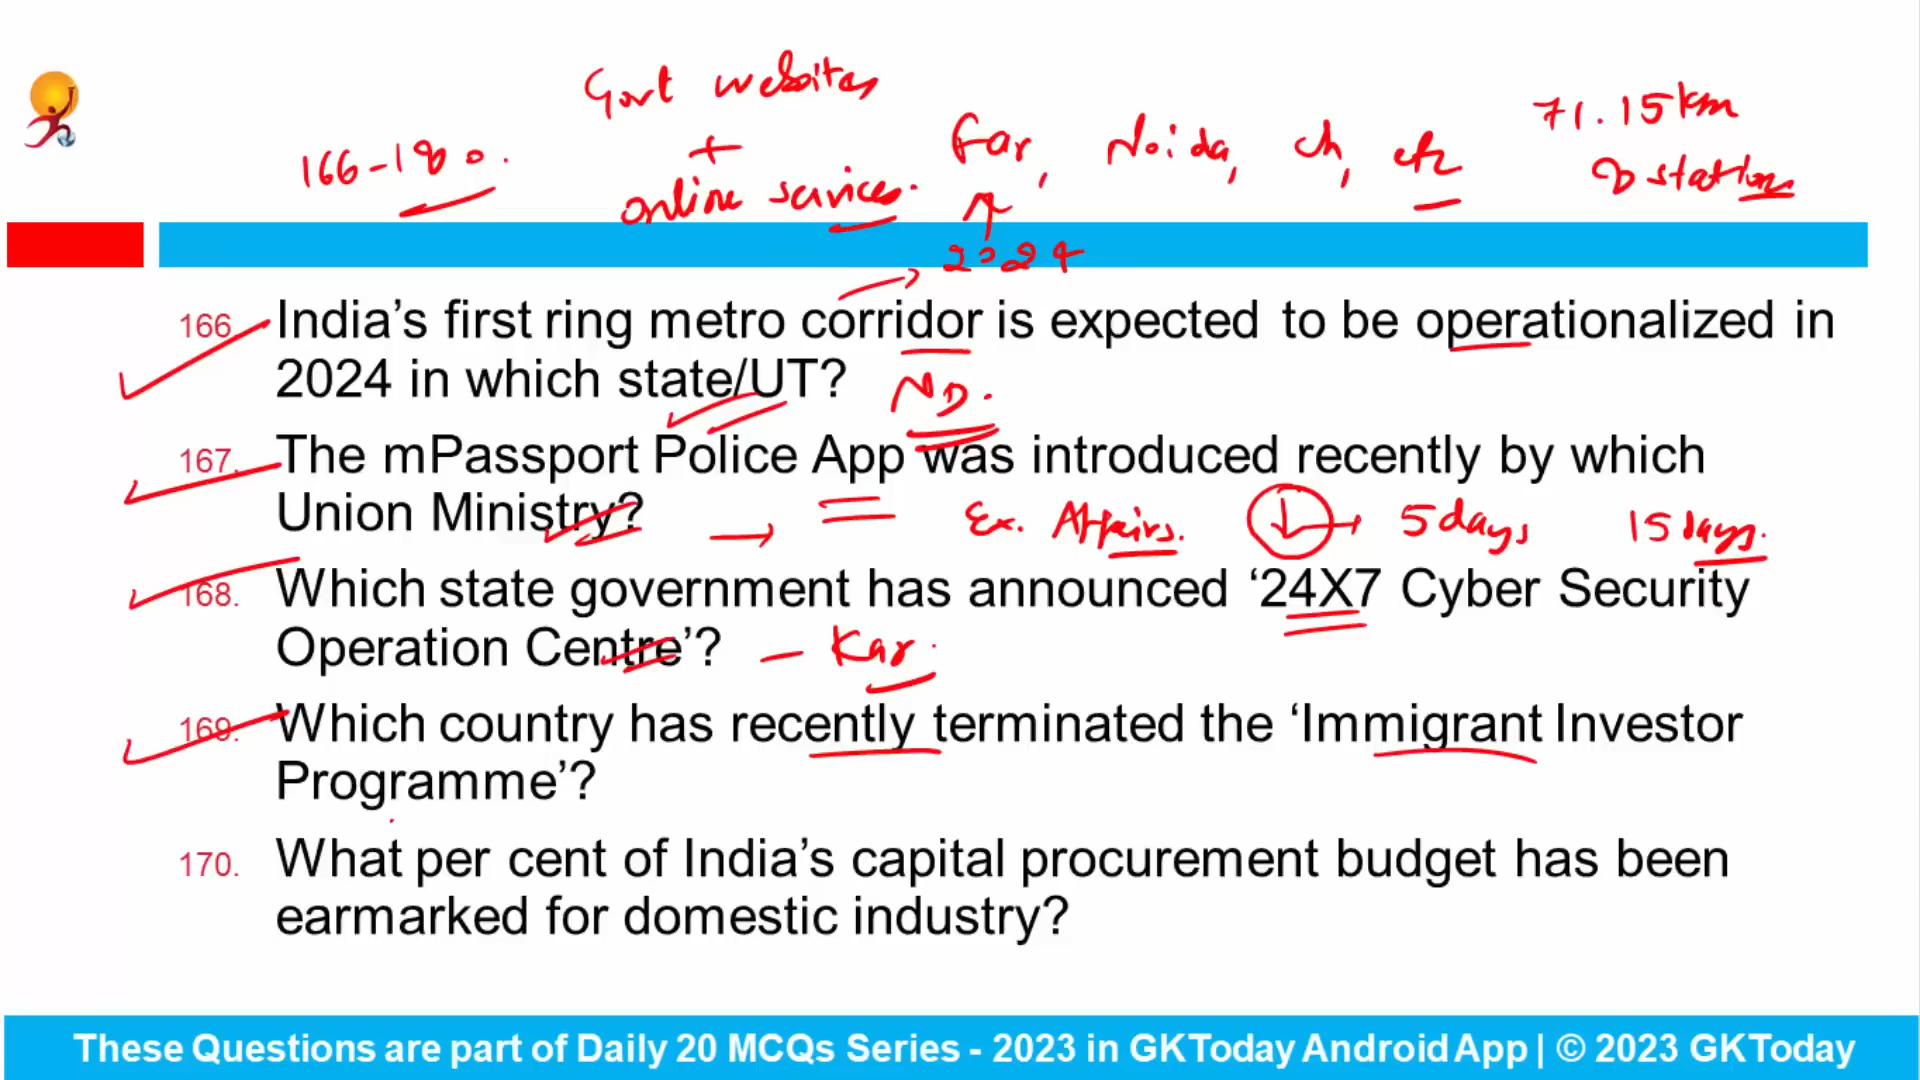 Govt websites
+
online services.
166-180.
Far, Noida, Ch, etc
2024
71.15km
8 stations
166. India’s first ring metro corridor is expected to be operationalized in
2024 in which state/UT? ND.
167. The mPassport Police App was introduced recently by which
Union Ministry? → Ex. Affairs. ↓ → 5 days 15 days.
168. Which state government has announced ‘24X7 Cyber Security
Operation Centre’? – Kar.
169. Which country has recently terminated the ‘Immigrant Investor
Programme’?
170. What per cent of India’s capital procurement budget has been
earmarked for domestic industry?
These Questions are part of Daily 20 MCQs Series - 2023 in GKToday Android App | © 2023 GKToday